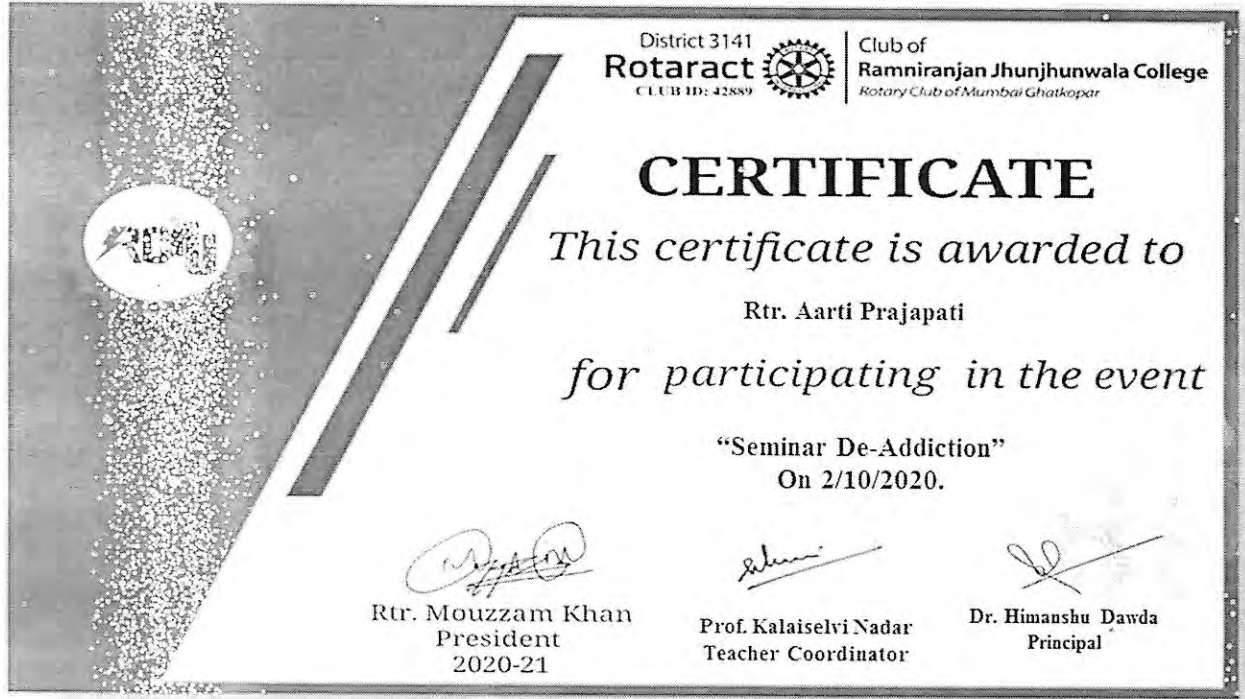 District 3141
Rotaract
CLUB ID: 42889
Club of
Ramniranjan Jhunjhunwala College
Rotary Club of Mumbai Ghatkopar
CERTIFICATE
This certificate is awarded to
Rtr. Aarti Prajapati
for participating in the event
“Seminar De-Addiction”
On 2/10/2020.
Rtr. Mouzzam Khan
President
2020-21
Prof. Kalaiselvi Nadar
Teacher Coordinator
Dr. Himanshu Dawda
Principal